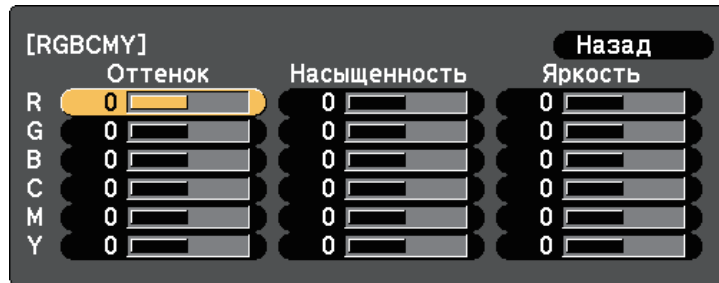 [RGBCMY] Назад
Оттенок Насыщенность Яркость
R 0 0 0
G 0 0 0
B 0 0 0
C 0 0 0
M 0 0 0
Y 0 0 0